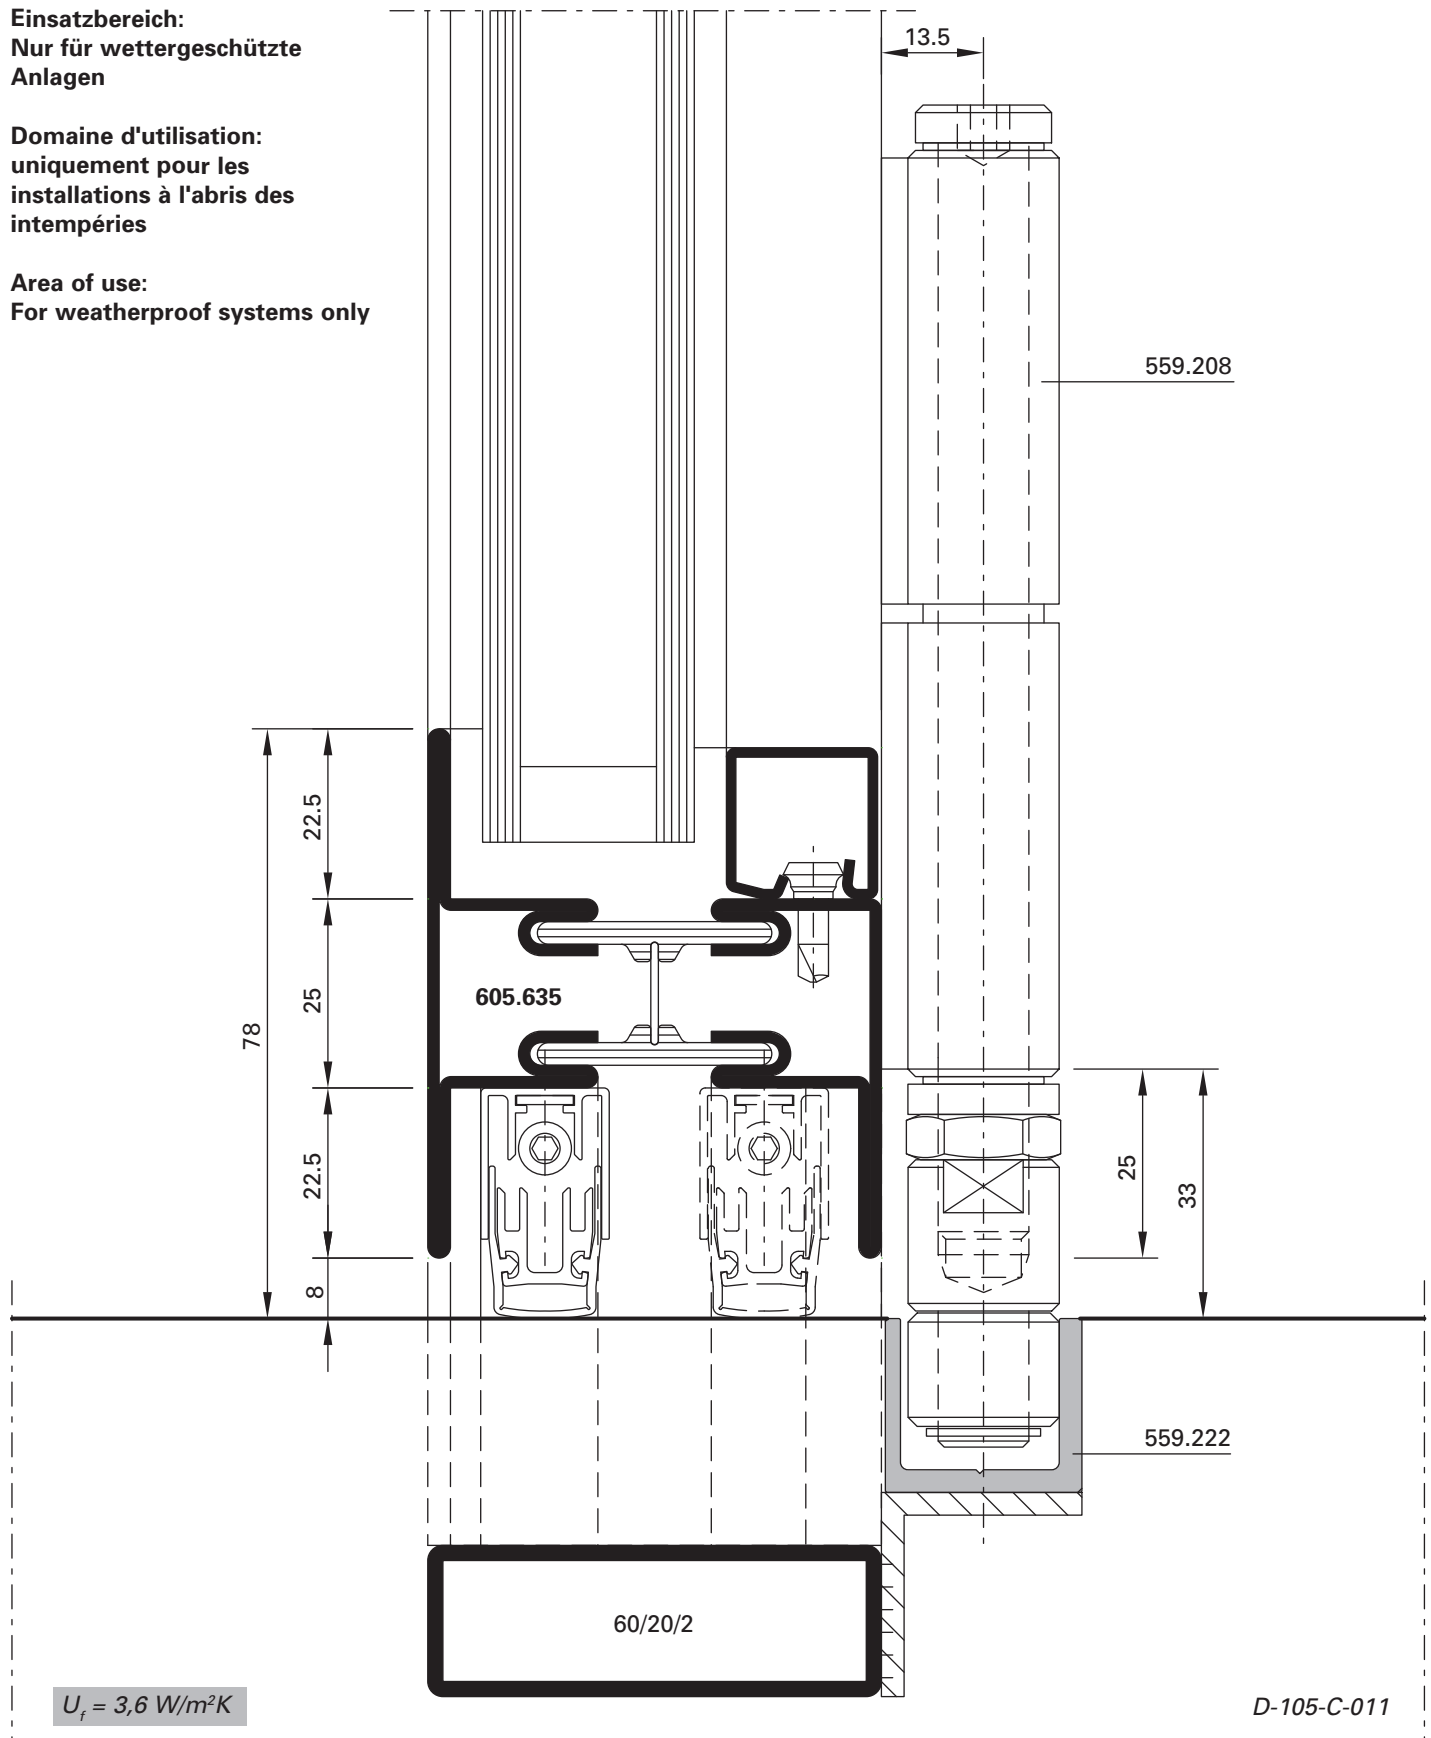 Einsatzbereich:
Nur für wettergeschützte
Anlagen
Domaine d'utilisation:
uniquement pour les
installations à l'abris des
intempéries
Area of use:
For weatherproof systems only
13.5
559.208
22.5
25
78
605.635
22.5
8
25
33
559.222
60/20/2
Uf = 3,6 W/m²K
D-105-C-011